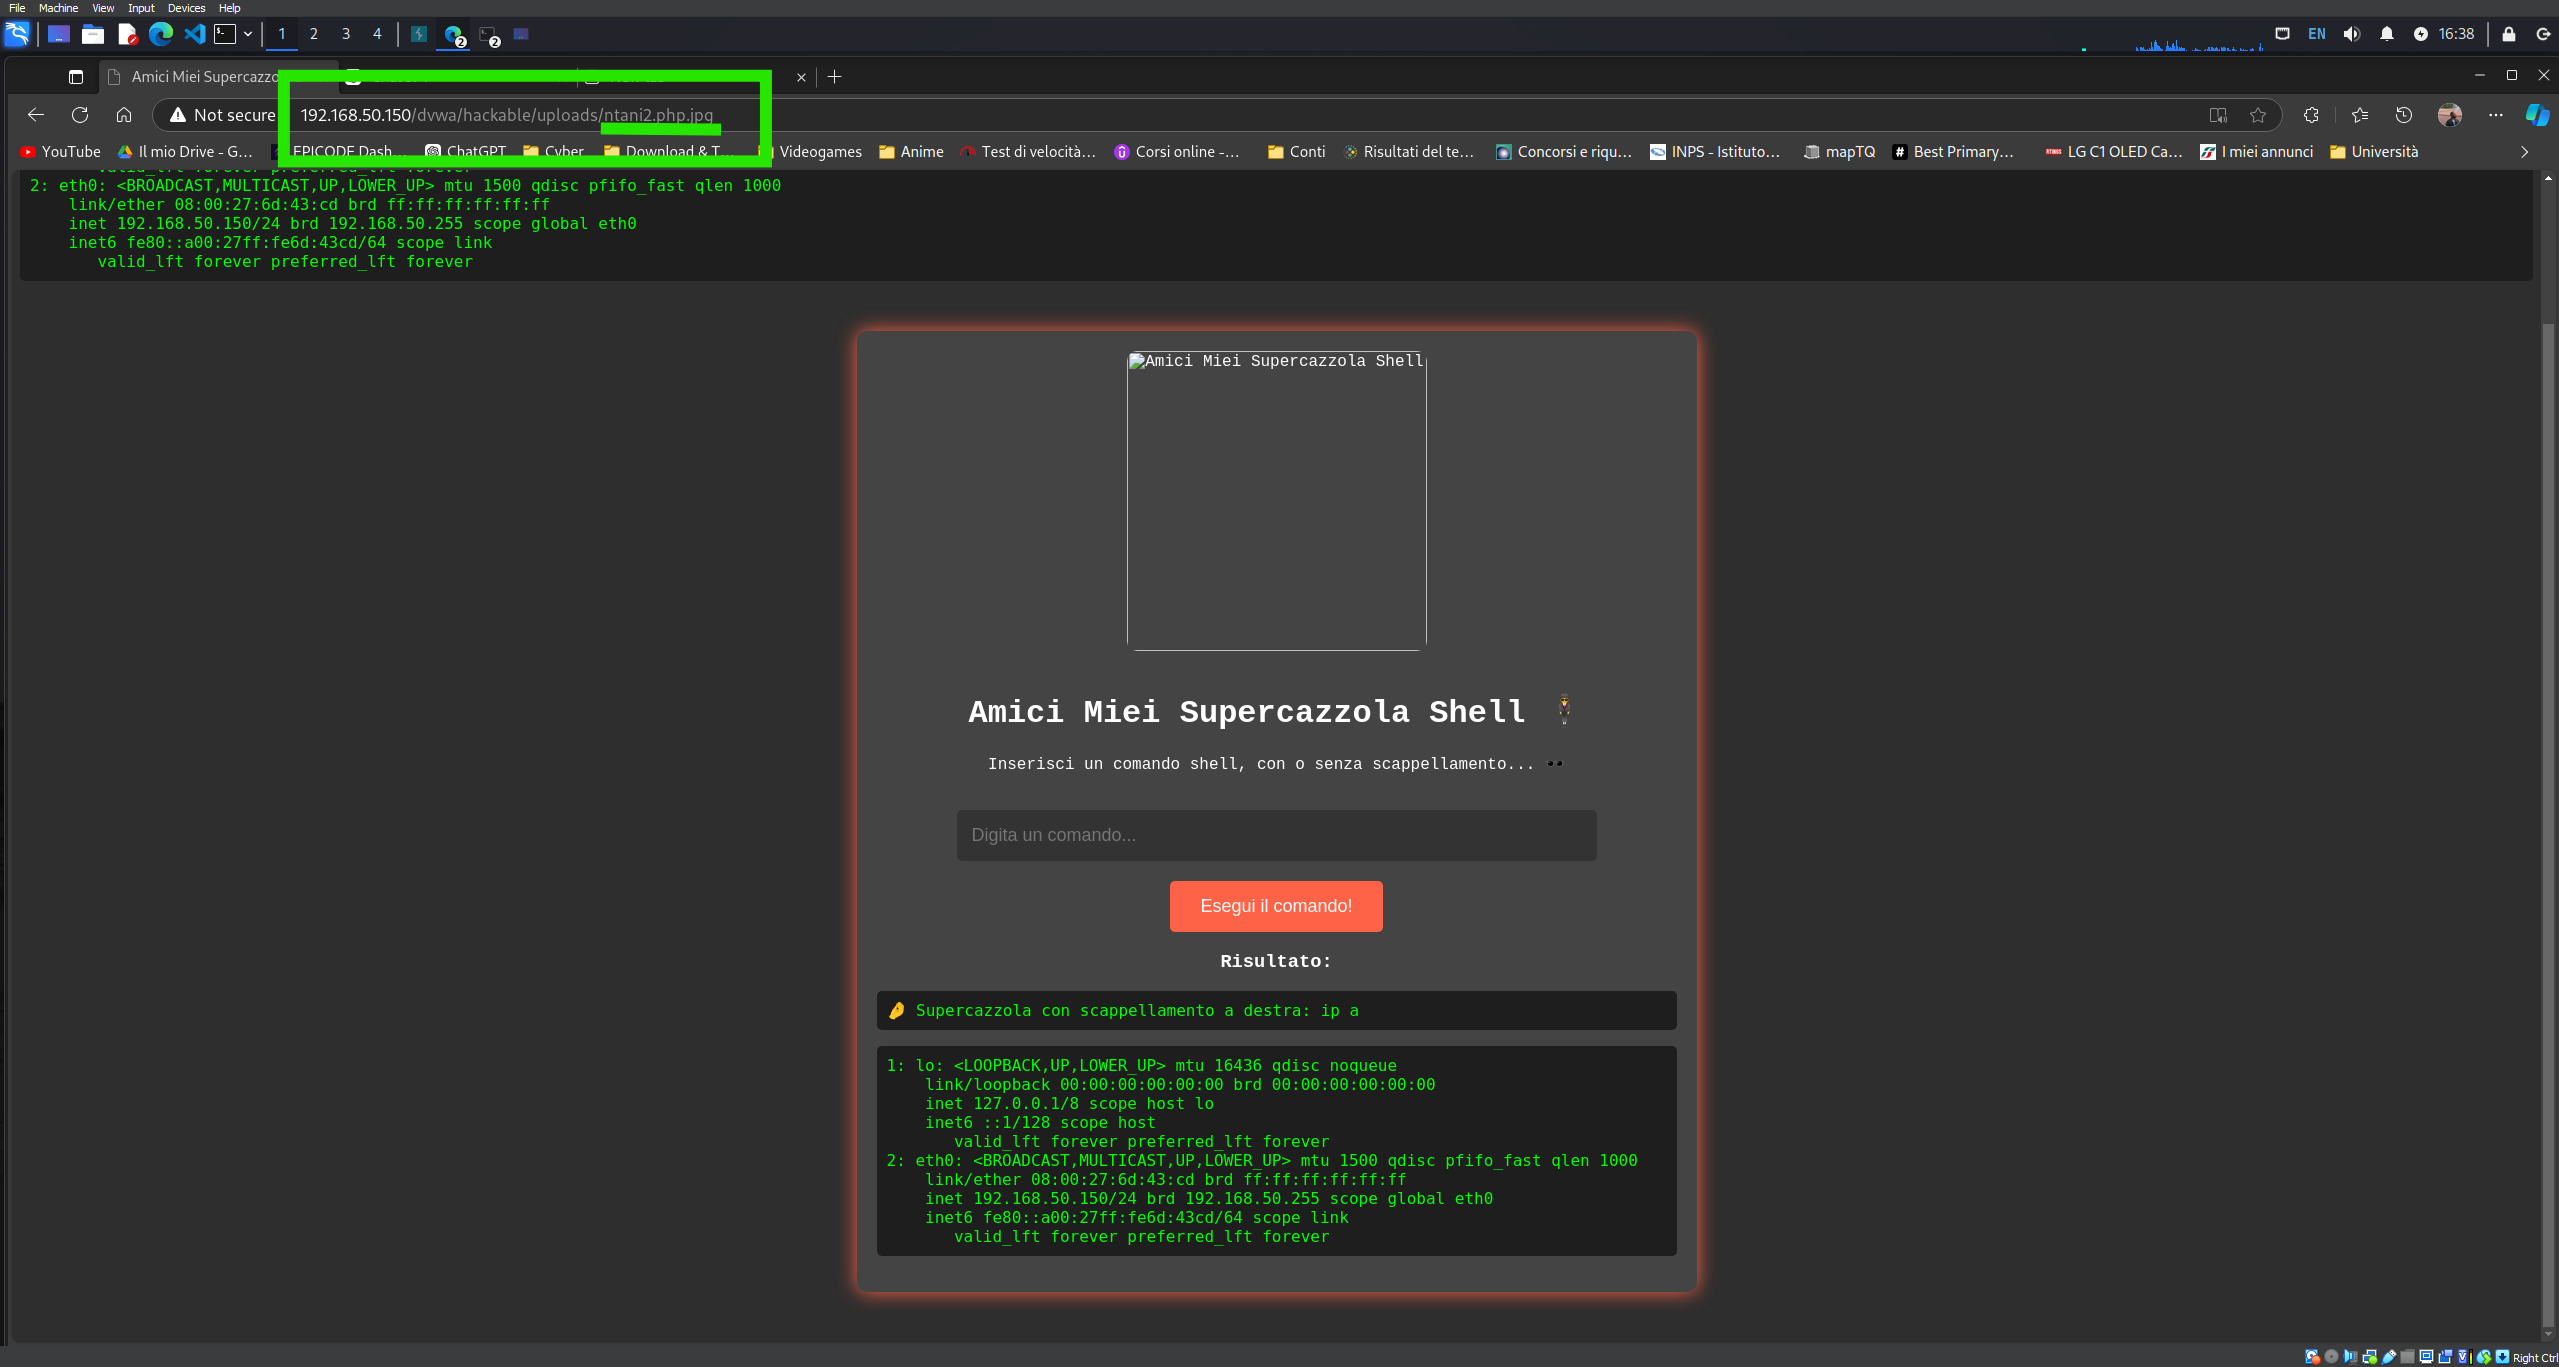 File Machine View Input Devices Help
1 2 3 4 2 2 EN 16:38
Amici Miei Supercazzo
Not secure 192.168.50.150/dvwa/hackable/uploads/ntani2.php.jpg
YouTube Il mio Drive - G... EPICODE Dash... ChatGPT Cyber Download & T... Videogames Anime Test di velocità... Corsi online -... Conti Risultati del te... Concorsi e riqu... INPS - Istituto... mapTQ Best Primary... LG C1 OLED Ca... I miei annunci Università
valid_lft forever preferred_lft forever
2: eth0: <BROADCAST,MULTICAST,UP,LOWER_UP> mtu 1500 qdisc pfifo_fast qlen 1000
link/ether 08:00:27:6d:43:cd brd ff:ff:ff:ff:ff:ff
inet 192.168.50.150/24 brd 192.168.50.255 scope global eth0
inet6 fe80::a00:27ff:fe6d:43cd/64 scope link
valid_lft forever preferred_lft forever
Amici Miei Supercazzola Shell
Amici Miei Supercazzola Shell 🕴
Inserisci un comando shell, con o senza scappellamento... 🕶
Digita un comando...
Esegui il comando!
Risultato:
🤌 Supercazzola con scappellamento a destra: ip a
1: lo: <LOOPBACK,UP,LOWER_UP> mtu 16436 qdisc noqueue
link/loopback 00:00:00:00:00:00 brd 00:00:00:00:00:00
inet 127.0.0.1/8 scope host lo
inet6 ::1/128 scope host
valid_lft forever preferred_lft forever
2: eth0: <BROADCAST,MULTICAST,UP,LOWER_UP> mtu 1500 qdisc pfifo_fast qlen 1000
link/ether 08:00:27:6d:43:cd brd ff:ff:ff:ff:ff:ff
inet 192.168.50.150/24 brd 192.168.50.255 scope global eth0
inet6 fe80::a00:27ff:fe6d:43cd/64 scope link
valid_lft forever preferred_lft forever
Right Ctrl